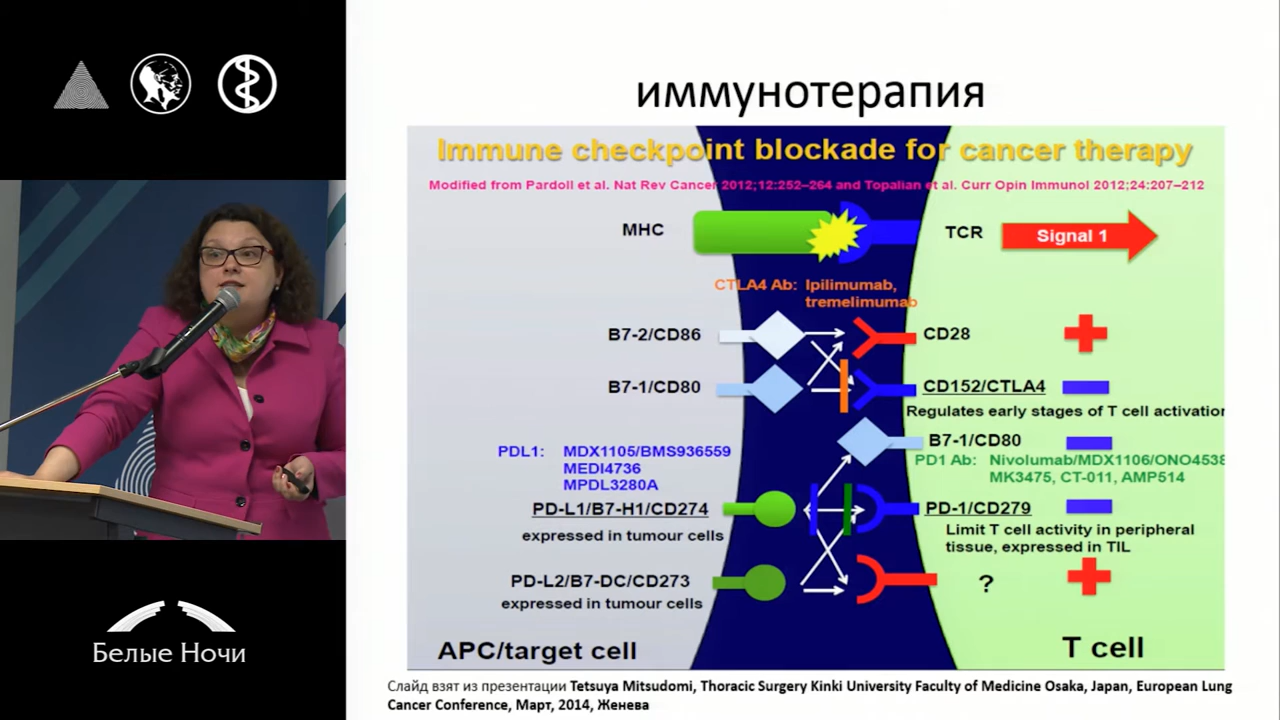 иммунотерапия
Immune checkpoint blockade for cancer therapy
Modified from Pardoll et al. Nat Rev Cancer 2012;12:252–264 and Topalian et al. Curr Opin Immunol 2012;24:207–212
MHC
TCR
Signal 1
CTLA4 Ab: Ipilimumab,
tremelimumab
B7-2/CD86
CD28
B7-1/CD80
CD152/CTLA4
Regulates early stages of T cell activation
B7-1/CD80
PDL1: MDX1105/BMS936559
MEDI4736
MPDL3280A
PD1 Ab: Nivolumab/MDX1106/ONO4538
MK3475, CT-011, AMP514
PD-L1/B7-H1/CD274
expressed in tumour cells
PD-1/CD279
Limit T cell activity in peripheral
tissue, expressed in TIL
PD-L2/B7-DC/CD273
expressed in tumour cells
?
APC/target cell
T cell
Слайд взят из презентации Tetsuya Mitsudomi, Thoracic Surgery Kinki University Faculty of Medicine Osaka, Japan, European Lung
Cancer Conference, Март, 2014, Женева
Белые Ночи